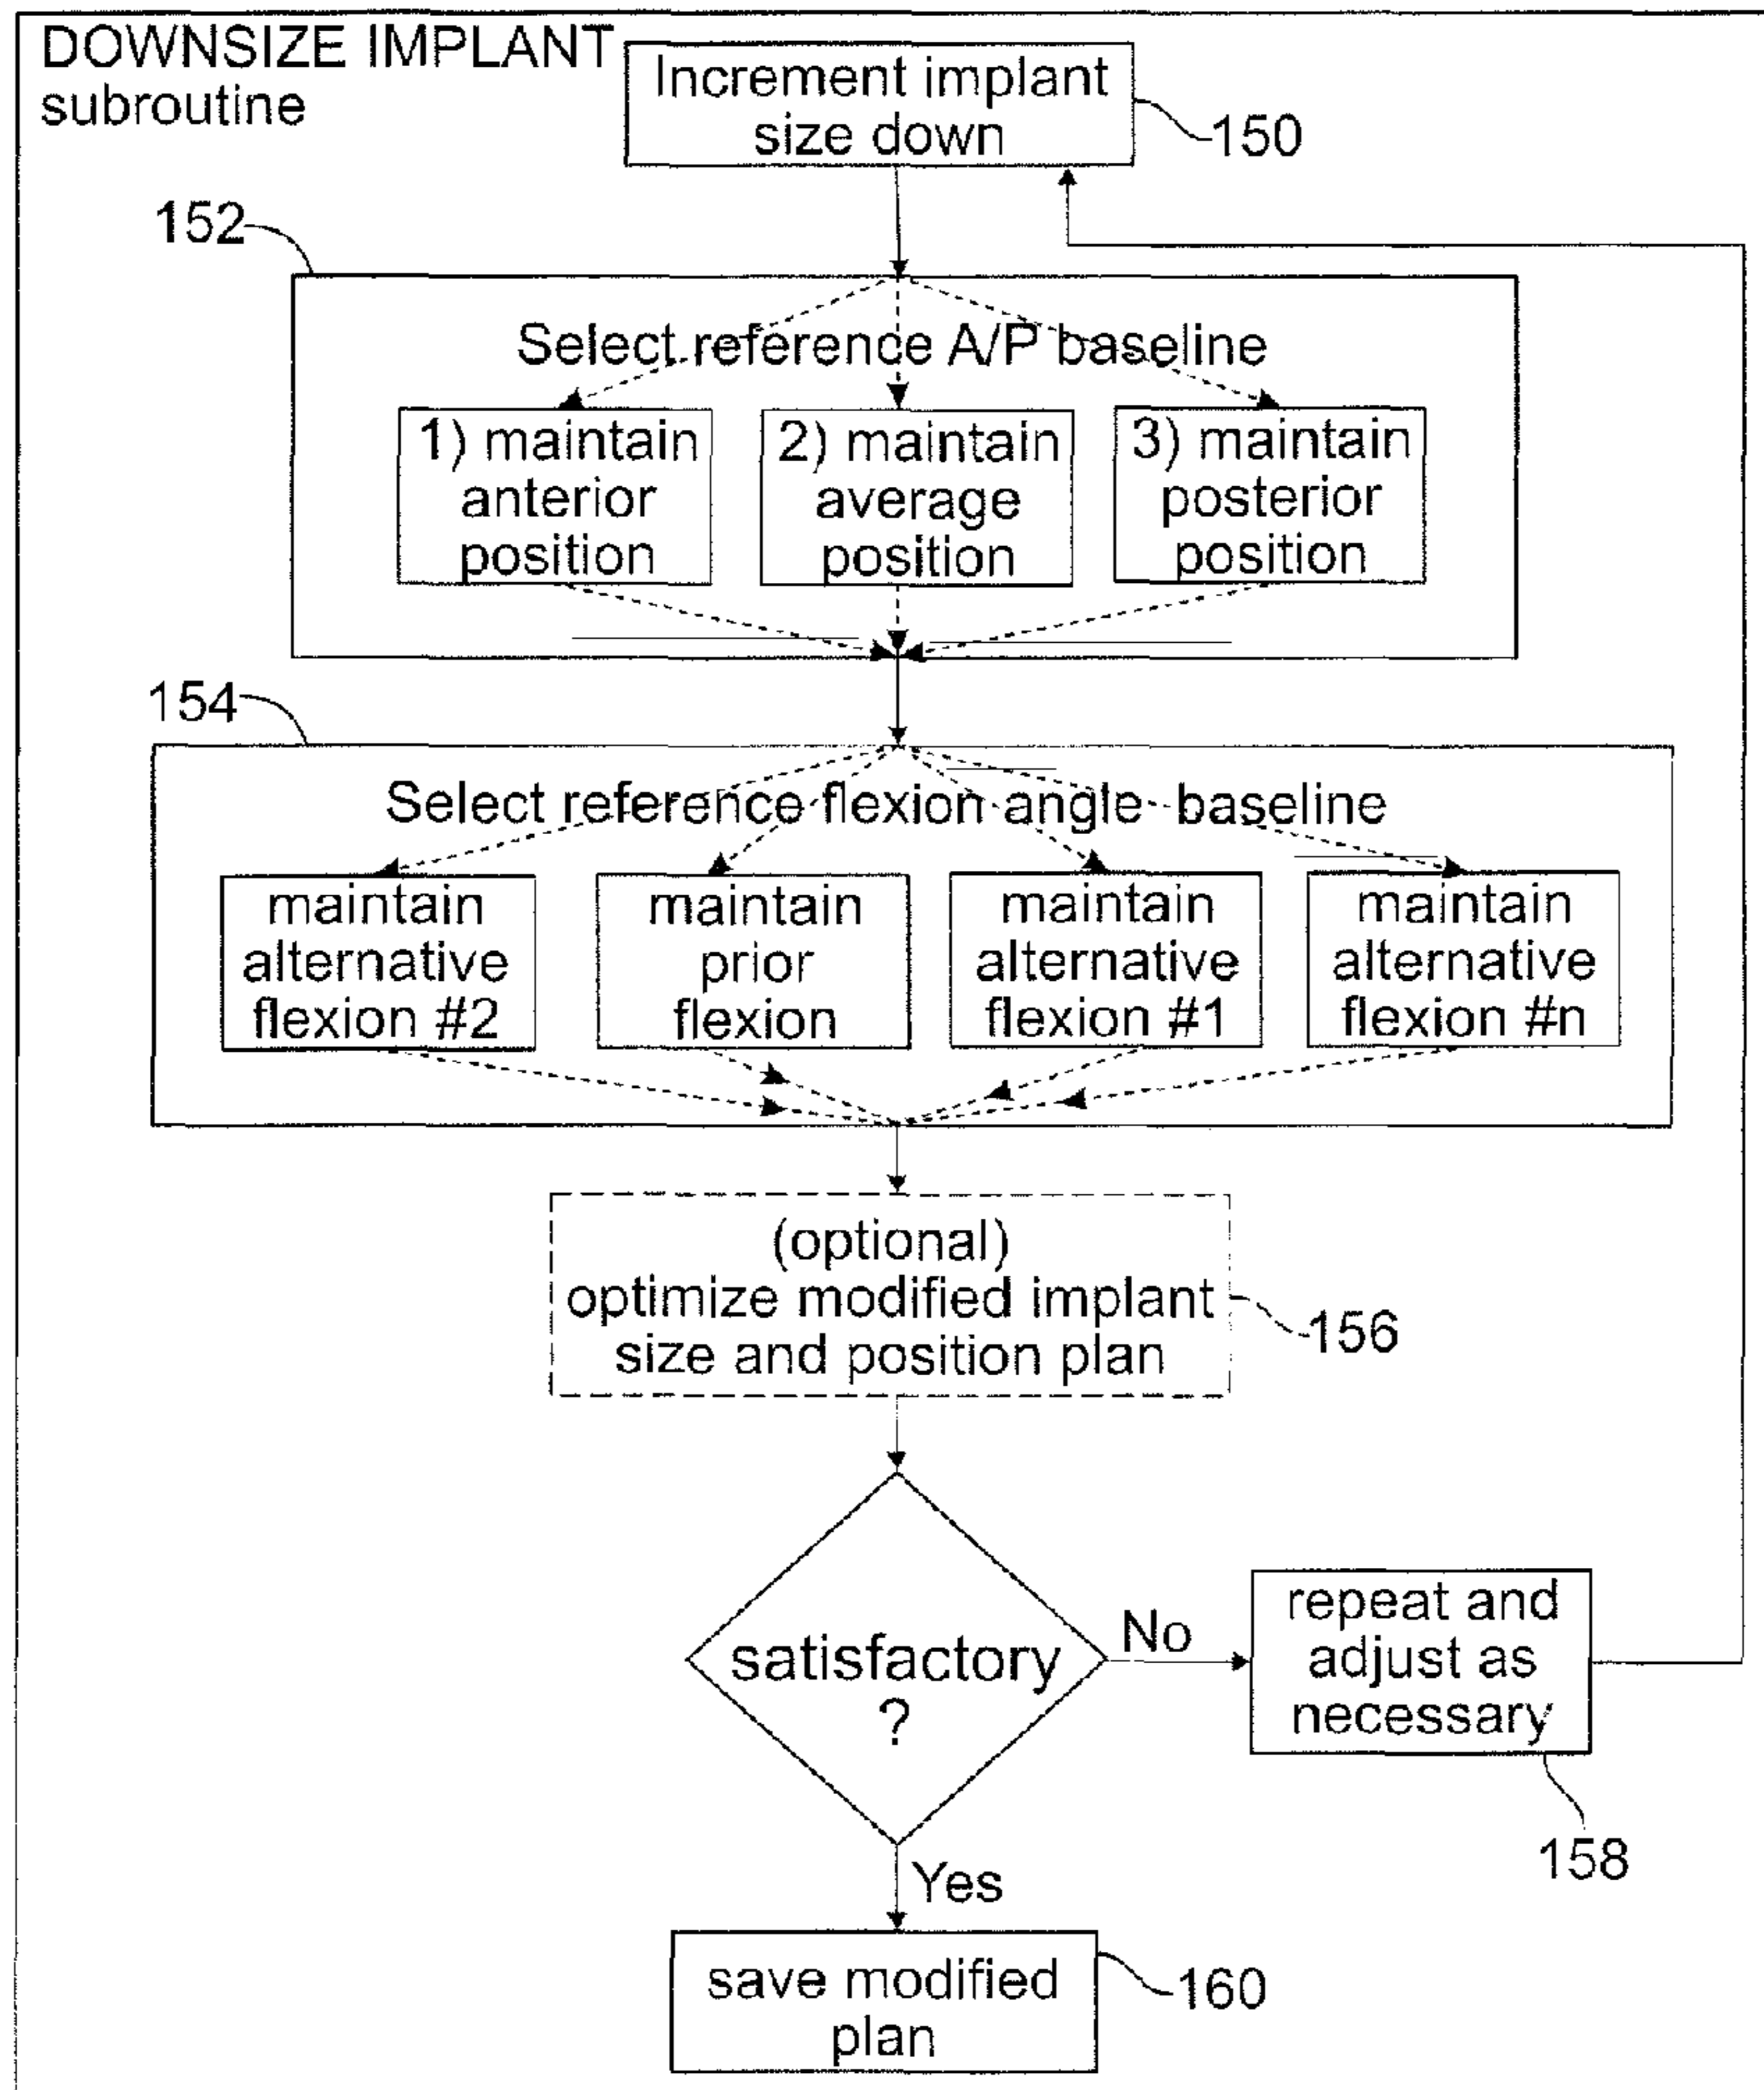 DOWNSIZE IMPLANT
subroutine
Increment implant
size down
150
152
Select reference A/P baseline
1) maintain
anterior
position
2) maintain
average
position
3) maintain
posterior
position
154
Select reference flexion angle baseline
maintain
alternative
flexion #2
maintain
prior
flexion
maintain
alternative
flexion #1
maintain
alternative
flexion #n
(optional)
optimize modified implant
size and position plan
156
satisfactory
?
No
repeat and
adjust as
necessary
158
Yes
save modified
plan
160